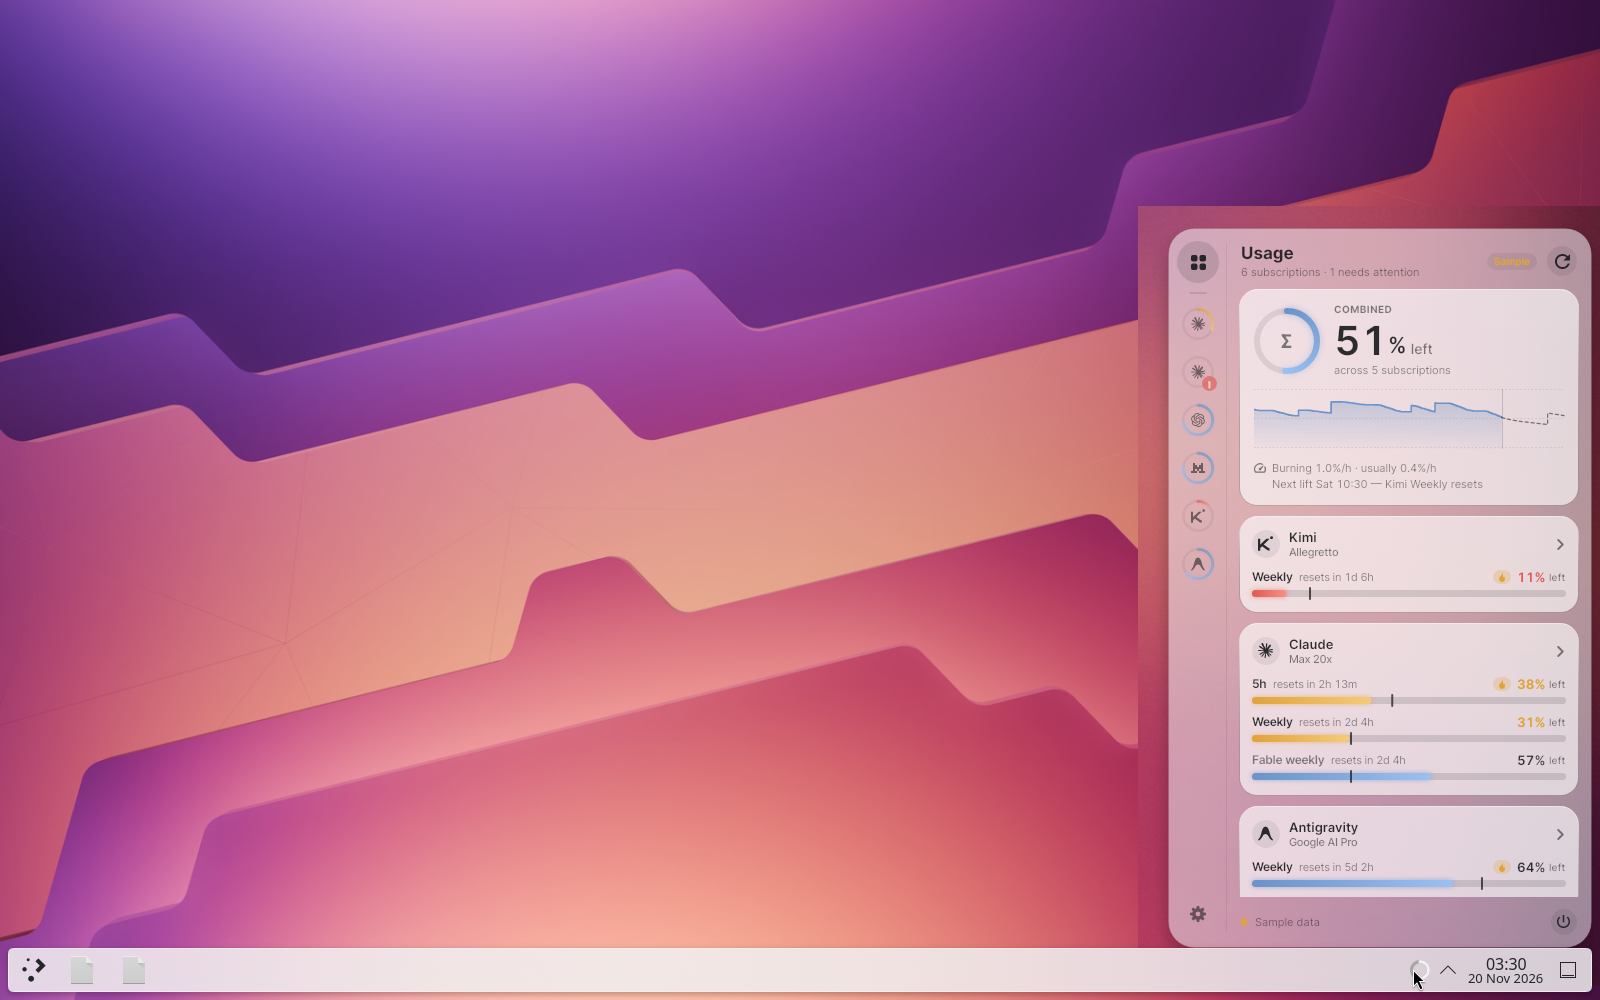 Usage
6 subscriptions · 1 needs attention
Sample
COMBINED
Σ
51% left
across 5 subscriptions
Burning 1.0%/h · usually 0.4%/h
Next lift Sat 10:30 — Kimi Weekly resets
Kimi
Allegretto
Weekly resets in 1d 6h 11% left
Claude
Max 20x
5h resets in 2h 13m 38% left
Weekly resets in 2d 4h 31% left
Fable weekly resets in 2d 4h 57% left
Antigravity
Google AI Pro
Weekly resets in 5d 2h 64% left
Sample data
03:30
20 Nov 2026